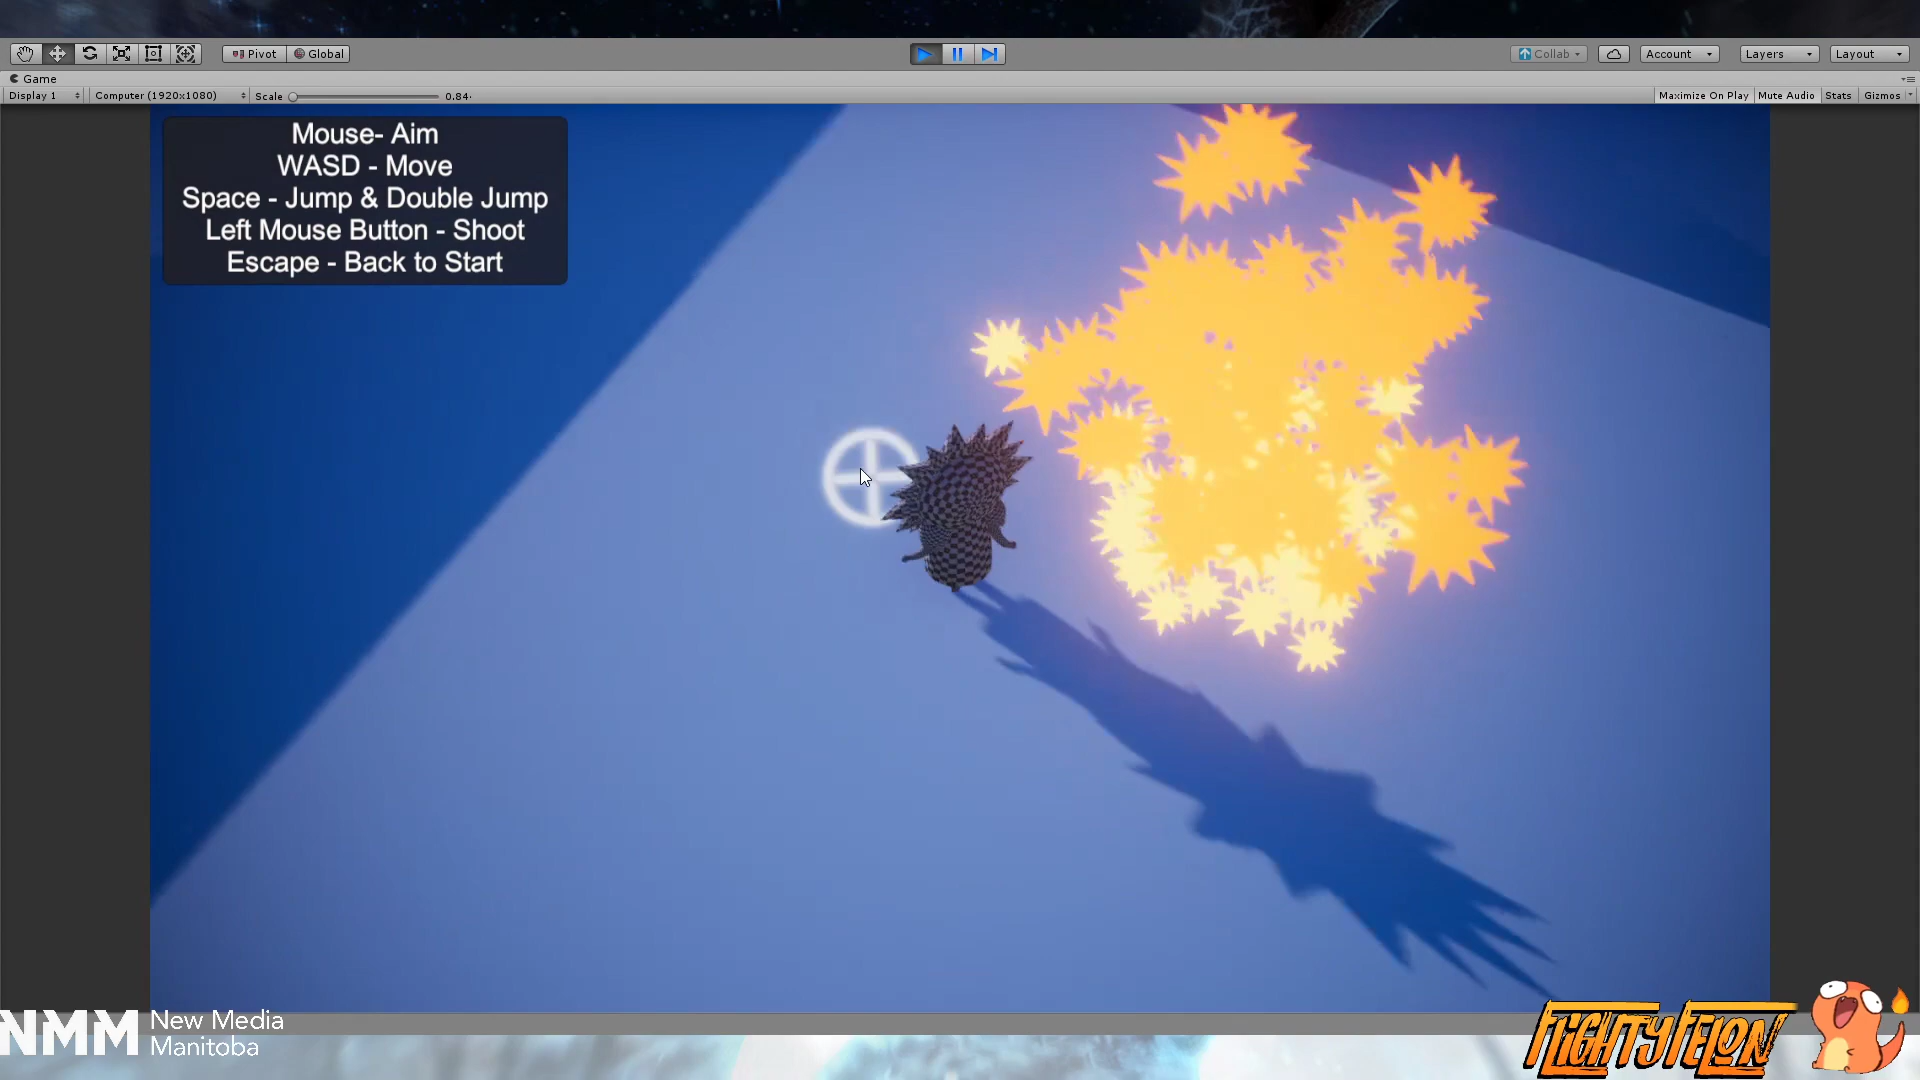 Pivot Global
Collab Account Layers Layout
Game
Display 1 Computer (1920x1080) Scale 0.84
Maximize On Play Mute Audio Stats Gizmos
Mouse- Aim
WASD - Move
Space - Jump & Double Jump
Left Mouse Button - Shoot
Escape - Back to Start
NMM New Media
Manitoba
FLIGHTYFELON